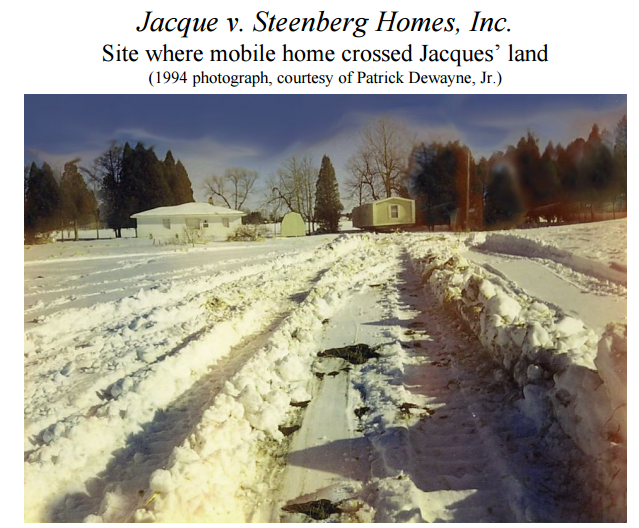 Jacque v. Steenberg Homes, Inc.
Site where mobile home crossed Jacques’ land
(1994 photograph, courtesy of Patrick Dewayne, Jr.)